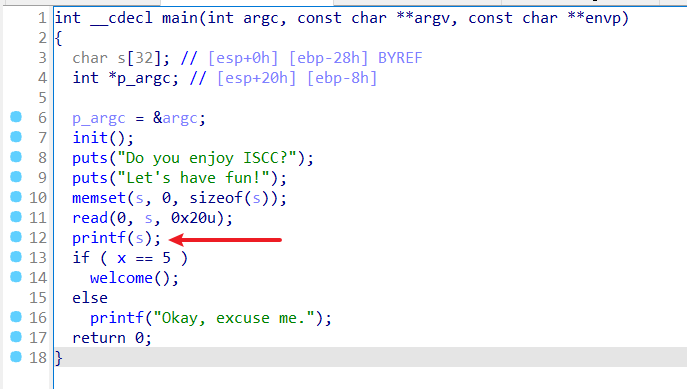 1 int __cdecl main(int argc, const char **argv, const char **envp)
2 {
3 char s[32]; // [esp+0h] [ebp-28h] BYREF
4 int *p_argc; // [esp+20h] [ebp-8h]
5
6 p_argc = &argc;
7 init();
8 puts("Do you enjoy ISCC?");
9 puts("Let's have fun!");
10 memset(s, 0, sizeof(s));
11 read(0, s, 0x20u);
12 printf(s);
13 if ( x == 5 )
14 welcome();
15 else
16 printf("Okay, excuse me.");
17 return 0;
18 }